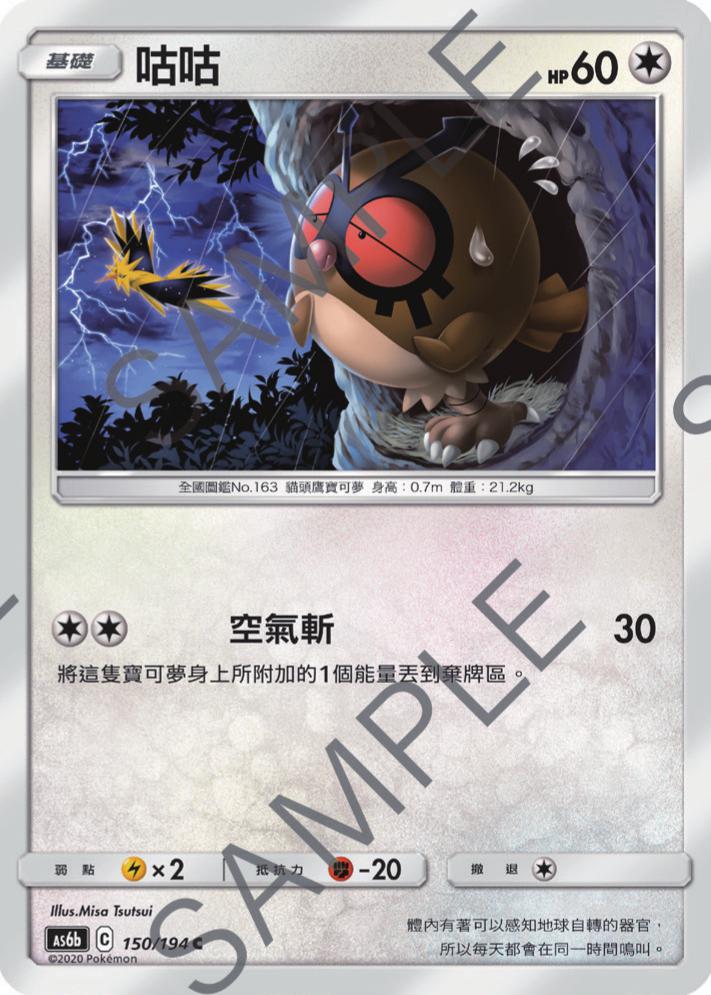 基礎 咕咕 HP60
全國圖鑑No.163 貓頭鷹寶可夢 身高：0.7m 體重：21.2kg
空氣斬 30
將這隻寶可夢身上所附加的1個能量丟到棄牌區。
弱點 ×2 抵抗力 -20 撤退
Illus.Misa Tsutsui
AS6b C 150/194 C
©2020 Pokémon
體內有著可以感知地球自轉的器官，
所以每天都會在同一時間鳴叫。
SAMPLE
SAMPLE